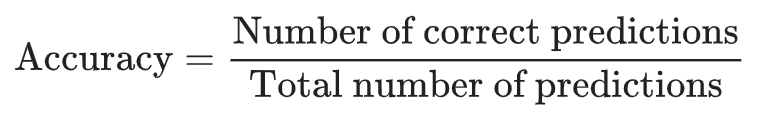 Accuracy = Number of correct predictions
Total number of predictions